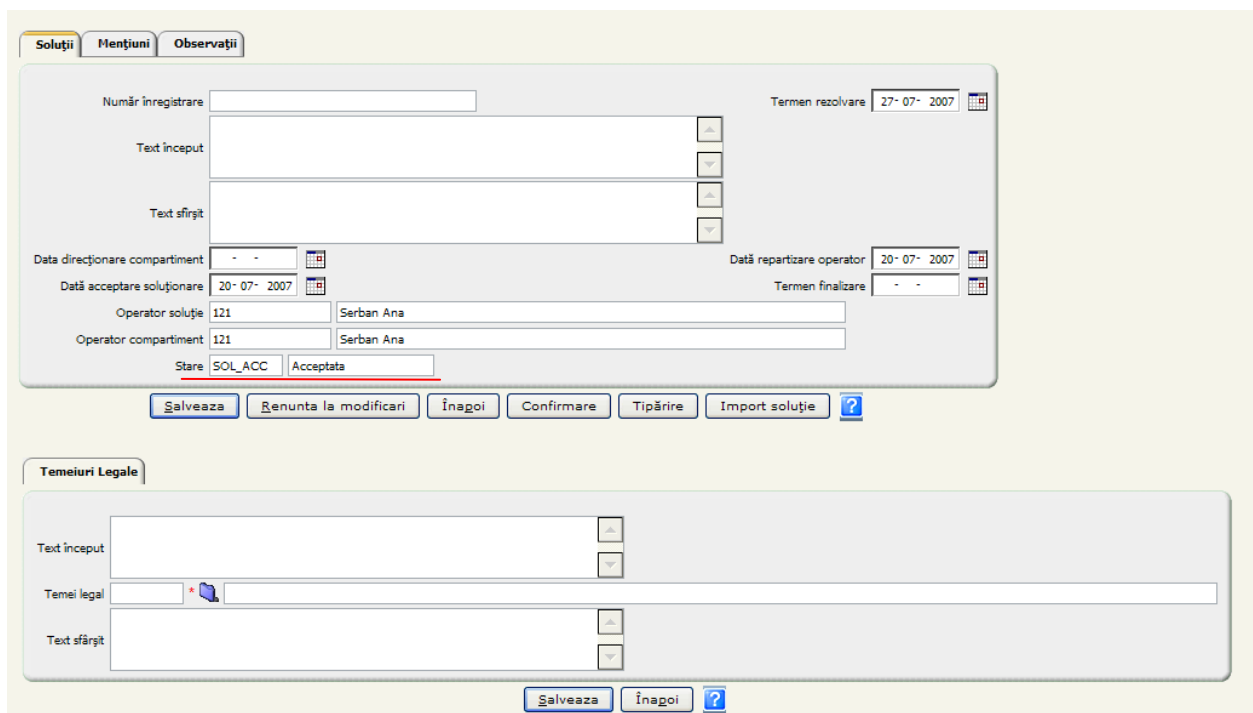 Soluţii Menţiuni Observaţii
Număr înregistrare Termen rezolvare 27-07-2007
Text început
Text sfîrşit
Data direcţionare compartiment - - Dată repartizare operator 20-07-2007
Dată acceptare soluţionare 20-07-2007 Termen finalizare - -
Operator soluţie 121 Serban Ana
Operator compartiment 121 Serban Ana
Stare SOL_ACC Acceptata
Salveaza Renunta la modificari Înapoi Confirmare Tipărire Import soluţie ?
Temeiuri Legale
Text început
Temei legal *
Text sfârşit
Salveaza Înapoi ?